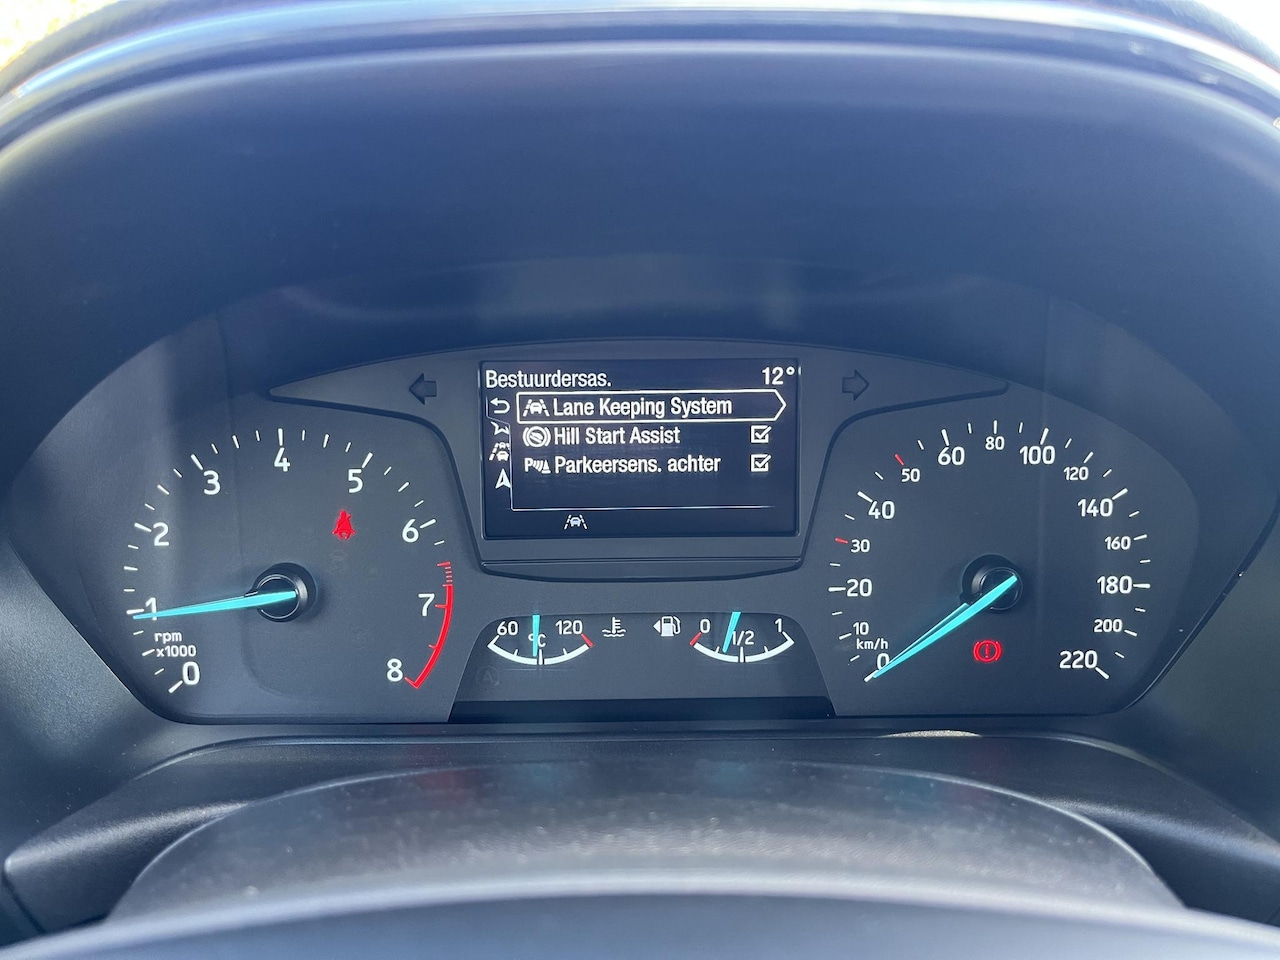 Bestuurdersas. 12°
Lane Keeping System
Hill Start Assist
Parkeersens. achter
0
1
2
3
4
5
6
7
8
rpm
x1000
60 °C 120
0 1/2 1
0
10
20
30
40
50
60
80
100
120
140
160
180
200
220
km/h